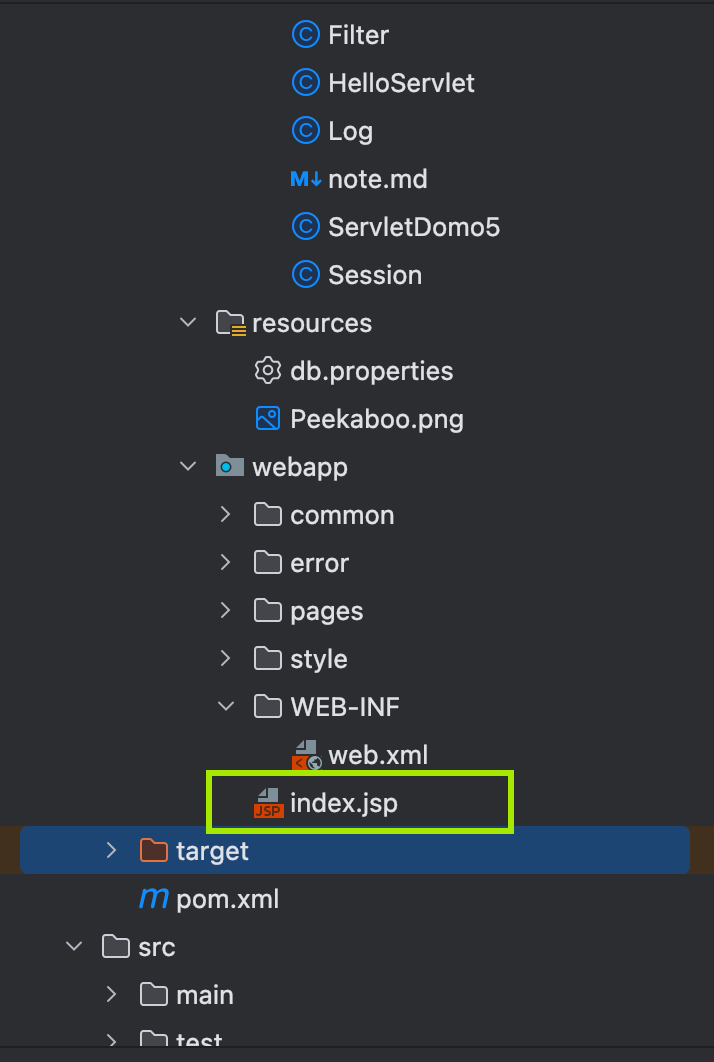 Filter
HelloServlet
Log
M↓ note.md
ServletDomo5
Session
resources
db.properties
Peekaboo.png
webapp
common
error
pages
style
WEB-INF
web.xml
JSP index.jsp
target
m pom.xml
src
main
test